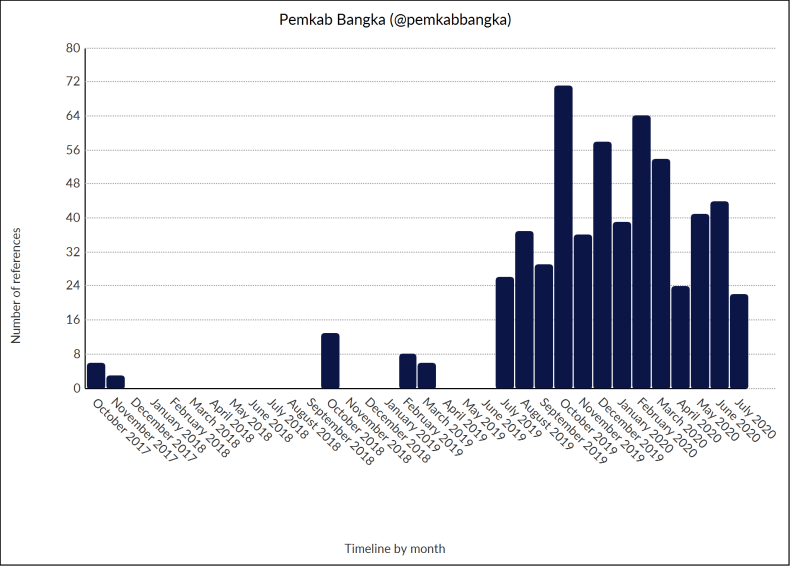 Pemkab Bangka (@pemkabbangka)
Number of references
80
72
64
56
48
40
32
24
16
8
0
October 2017
November 2017
December 2017
January 2018
February 2018
March 2018
April 2018
May 2018
June 2018
July 2018
August 2018
September 2018
October 2018
November 2018
December 2018
January 2019
February 2019
March 2019
April 2019
May 2019
June 2019
July 2019
August 2019
September 2019
October 2019
November 2019
December 2019
January 2020
February 2020
March 2020
April 2020
May 2020
June 2020
July 2020
Timeline by month